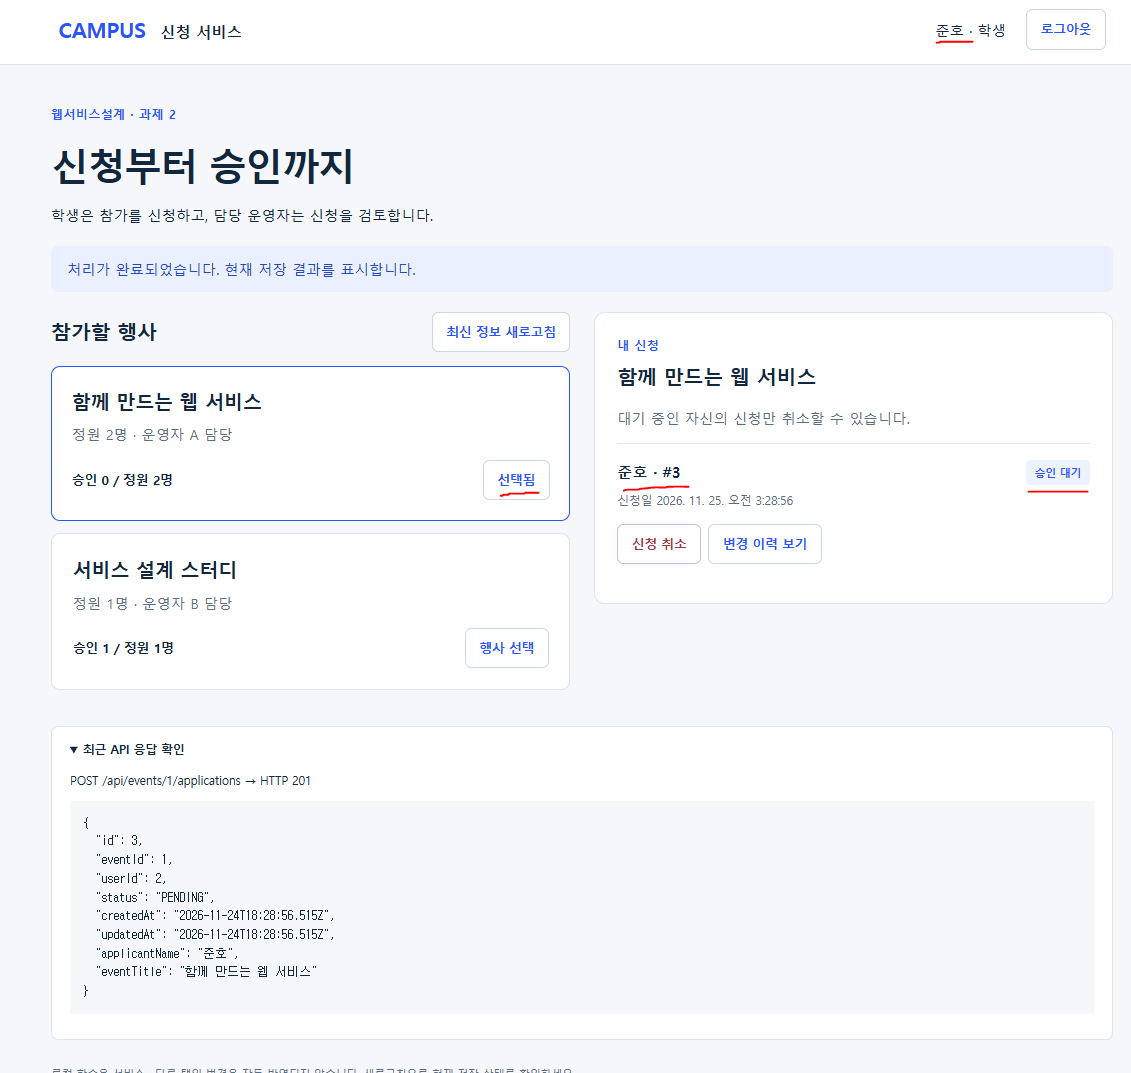 CAMPUS 신청 서비스
준호 · 학생
로그아웃
웹서비스설계 · 과제 2
신청부터 승인까지
학생은 참가를 신청하고, 담당 운영자는 신청을 검토합니다.
처리가 완료되었습니다. 현재 저장 결과를 표시합니다.
참가할 행사
최신 정보 새로고침
함께 만드는 웹 서비스
정원 2명 · 운영자 A 담당
승인 0 / 정원 2명
선택됨
서비스 설계 스터디
정원 1명 · 운영자 B 담당
승인 1 / 정원 1명
행사 선택
내 신청
함께 만드는 웹 서비스
대기 중인 자신의 신청만 취소할 수 있습니다.
준호 · #3
승인 대기
신청일 2026. 11. 25. 오전 3:28:56
신청 취소
변경 이력 보기
▼ 최근 API 응답 확인
POST /api/events/1/applications → HTTP 201
{
"id": 3,
"eventId": 1,
"userId": 2,
"status": "PENDING",
"createdAt": "2026-11-24T18:28:56.515Z",
"updatedAt": "2026-11-24T18:28:56.515Z",
"applicantName": "준호",
"eventTitle": "함께 만드는 웹 서비스"
}